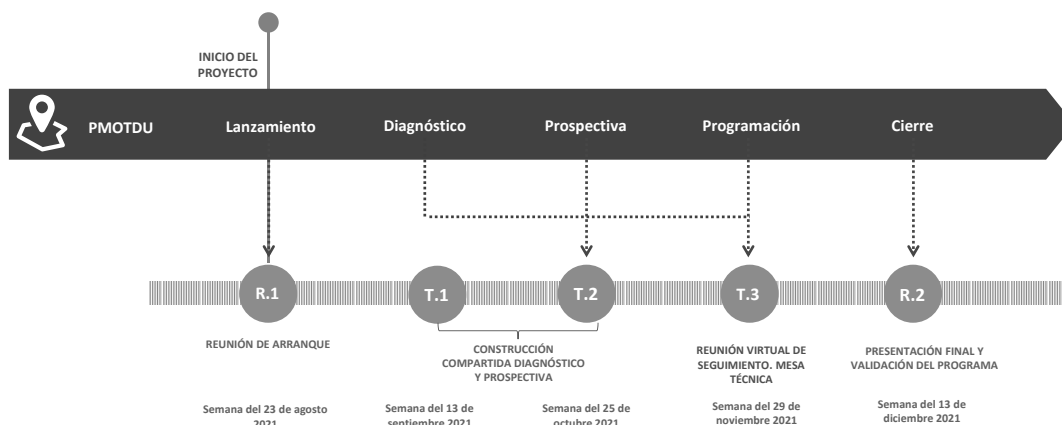 INICIO DEL
PROYECTO
PMOTDU
Lanzamiento
Diagnóstico
Prospectiva
Programación
Cierre
R.1
T.1
T.2
T.3
R.2
REUNIÓN DE ARRANQUE
CONSTRUCCIÓN
COMPARTIDA DIAGNÓSTICO
Y PROSPECTIVA
REUNIÓN VIRTUAL DE
SEGUIMIENTO. MESA
TÉCNICA
PRESENTACIÓN FINAL Y
VALIDACIÓN DEL PROGRAMA
Semana del 23 de agosto
2021
Semana del 13 de
septiembre 2021
Semana del 25 de
octubre 2021
Semana del 29 de
noviembre 2021
Semana del 13 de
diciembre 2021